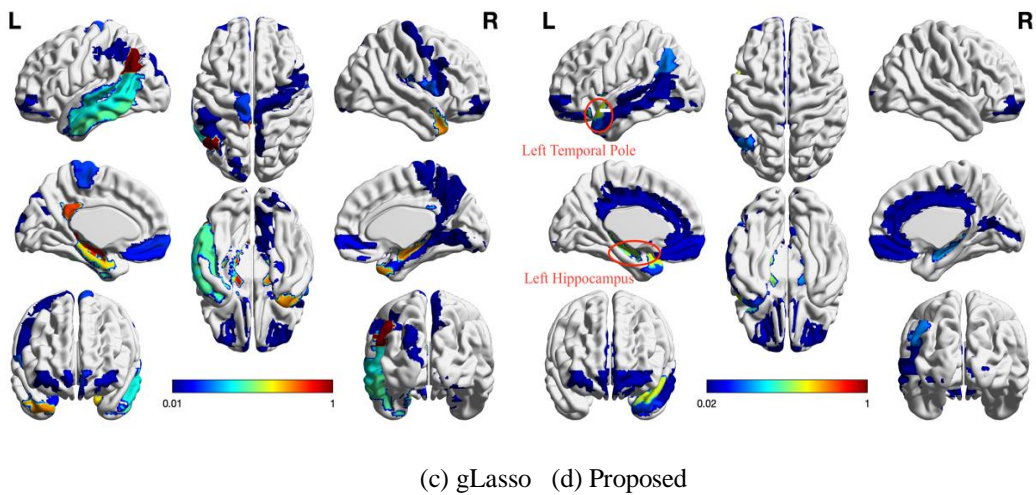 L R L R
Left Temporal Pole
Left Hippocampus
0.01 1 0.02 1
(c) gLasso (d) Proposed